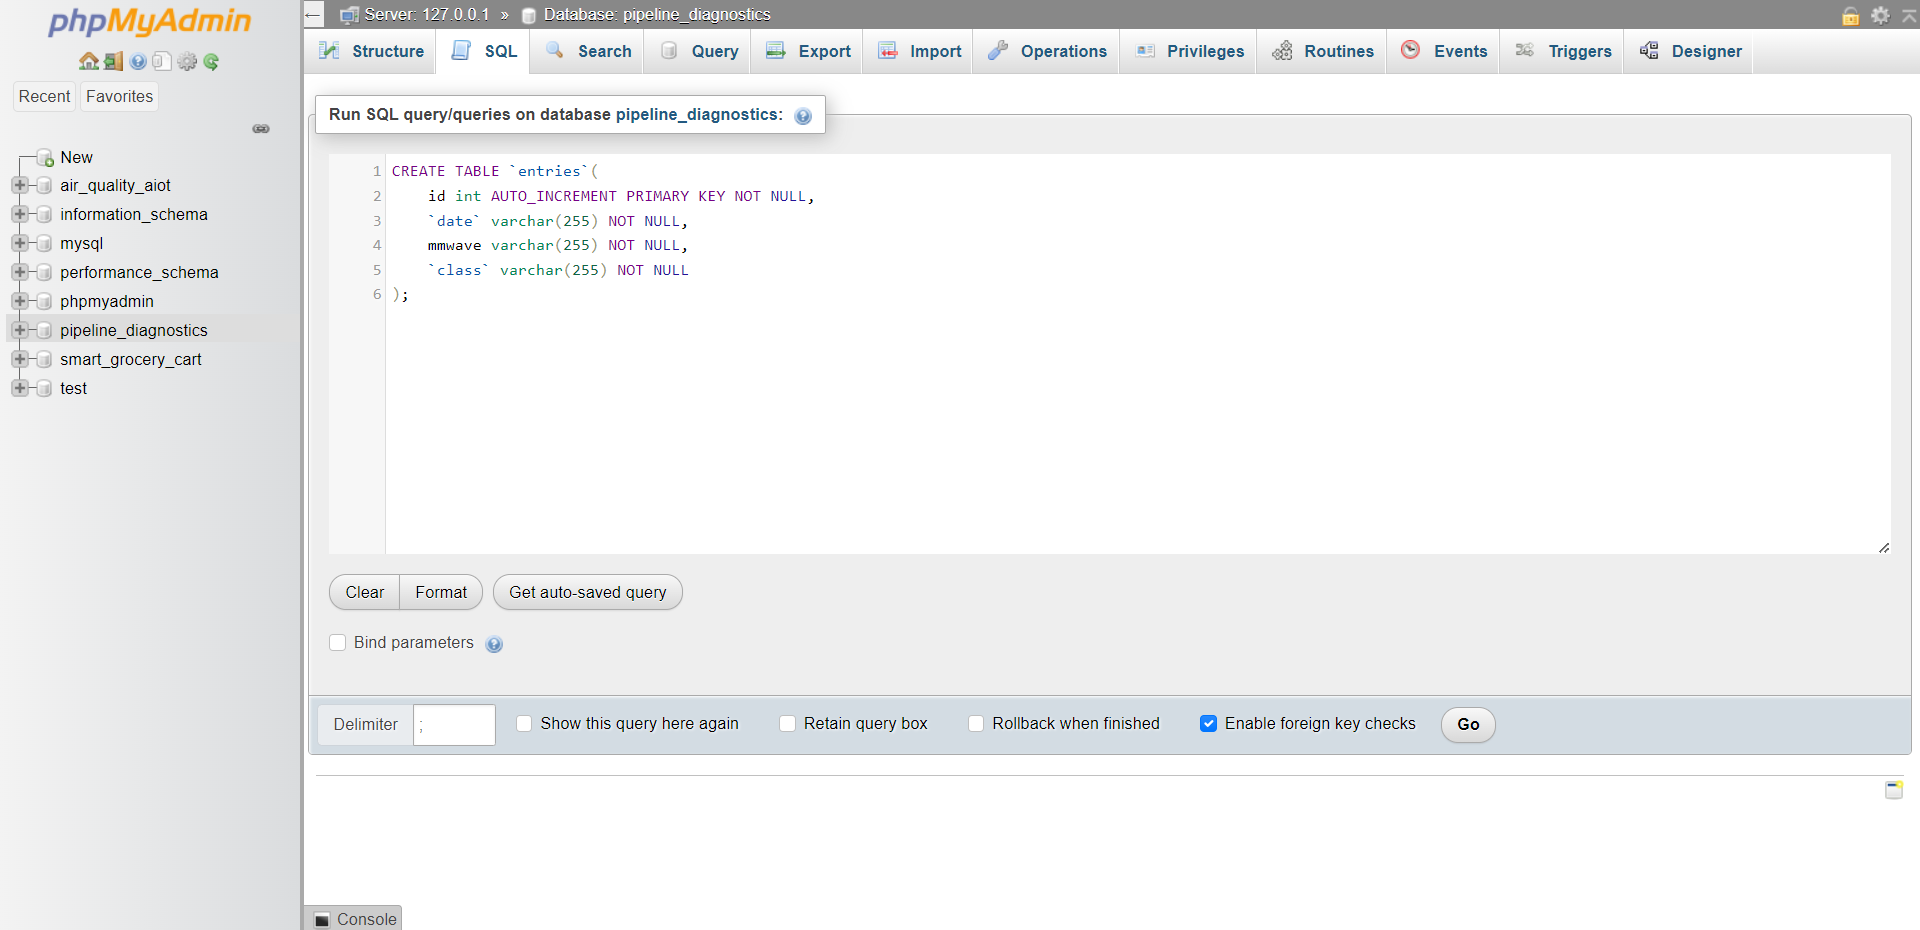 phpMyAdmin
Recent Favorites
New
air_quality_aiot
information_schema
mysql
performance_schema
phpmyadmin
pipeline_diagnostics
smart_grocery_cart
test
Server: 127.0.0.1 » Database: pipeline_diagnostics
Structure SQL Search Query Export Import Operations Privileges Routines Events Triggers Designer
Run SQL query/queries on database pipeline_diagnostics:
1 CREATE TABLE `entries`(
2 id int AUTO_INCREMENT PRIMARY KEY NOT NULL,
3 `date` varchar(255) NOT NULL,
4 mmwave varchar(255) NOT NULL,
5 `class` varchar(255) NOT NULL
6 );
Clear Format Get auto-saved query
Bind parameters
Delimiter ; Show this query here again Retain query box Rollback when finished Enable foreign key checks Go
Console